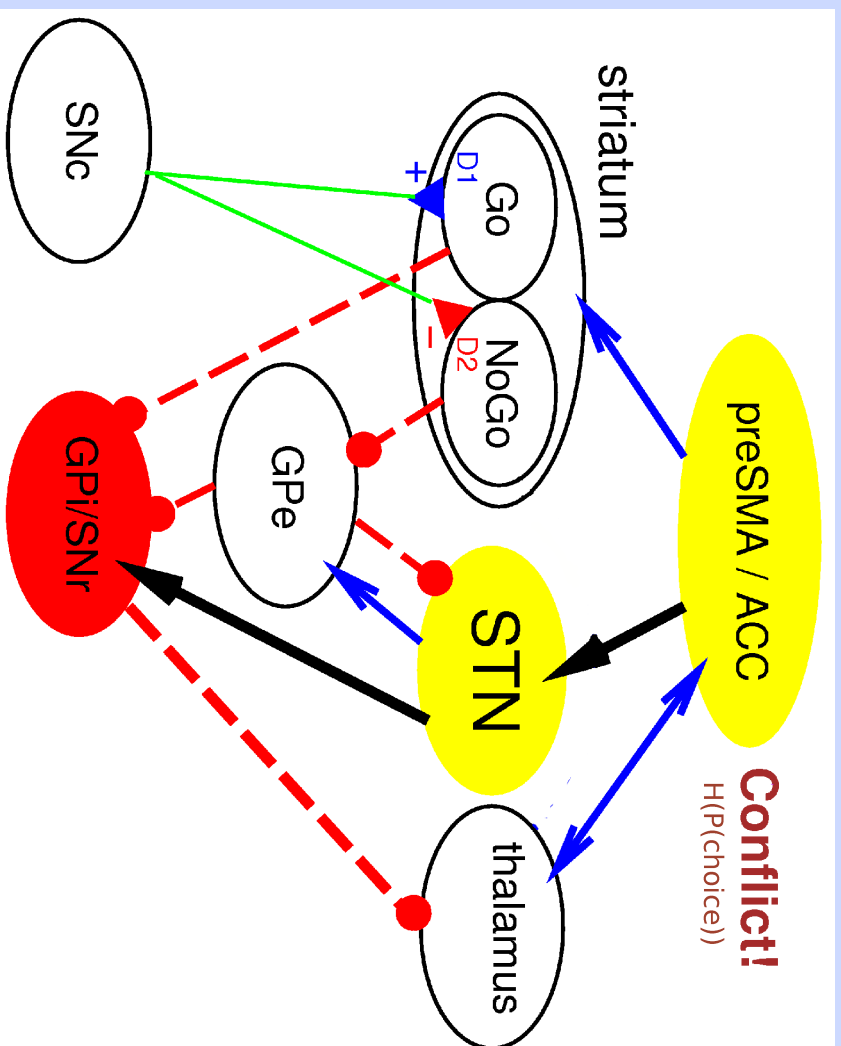 preSMA / ACC
Conflict!
H(P(choice))
striatum
Go
NoGo
D1
D2
+
−
STN
thalamus
GPe
SNc
GPi/SNr